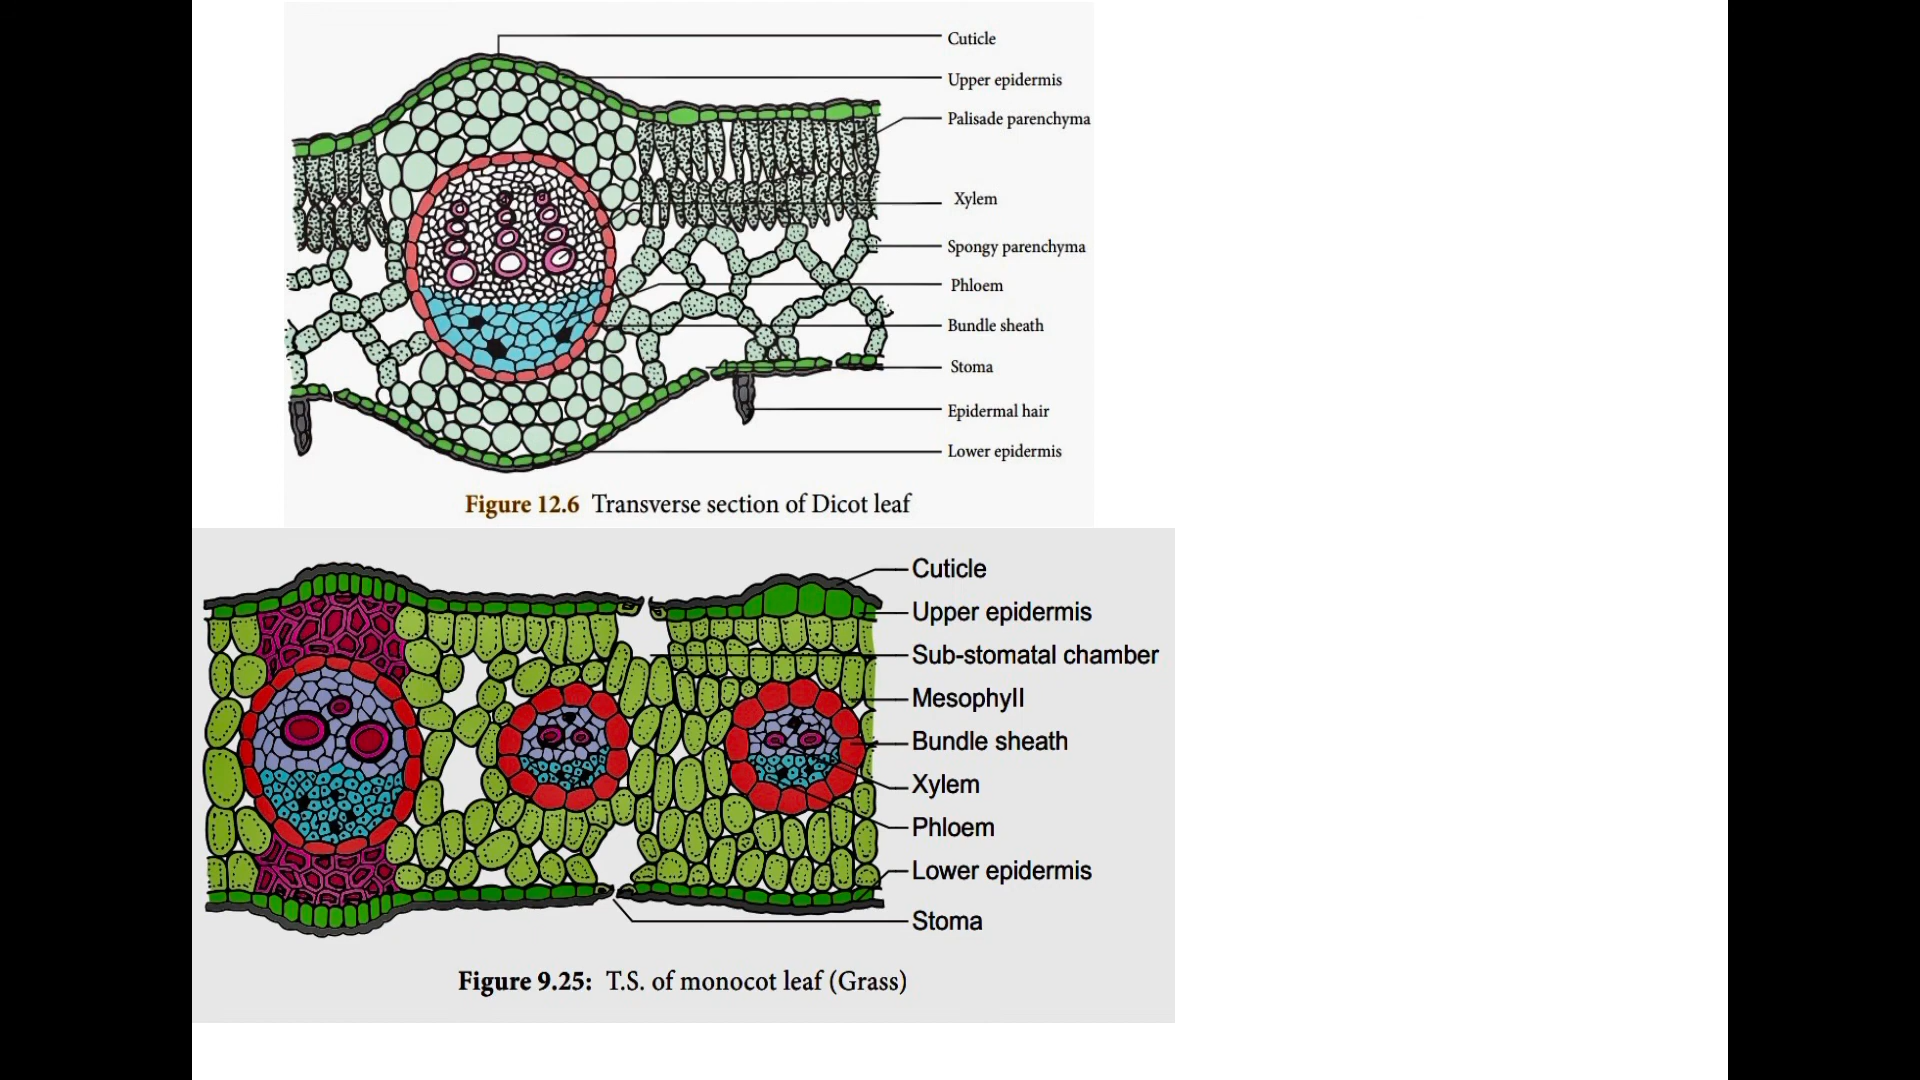 Cuticle
Upper epidermis
Palisade parenchyma
Xylem
Spongy parenchyma
Phloem
Bundle sheath
Stoma
Epidermal hair
Lower epidermis
Figure 12.6 Transverse section of Dicot leaf
Cuticle
Upper epidermis
Sub-stomatal chamber
Mesophyll
Bundle sheath
Xylem
Phloem
Lower epidermis
Stoma
Figure 9.25: T.S. of monocot leaf (Grass)